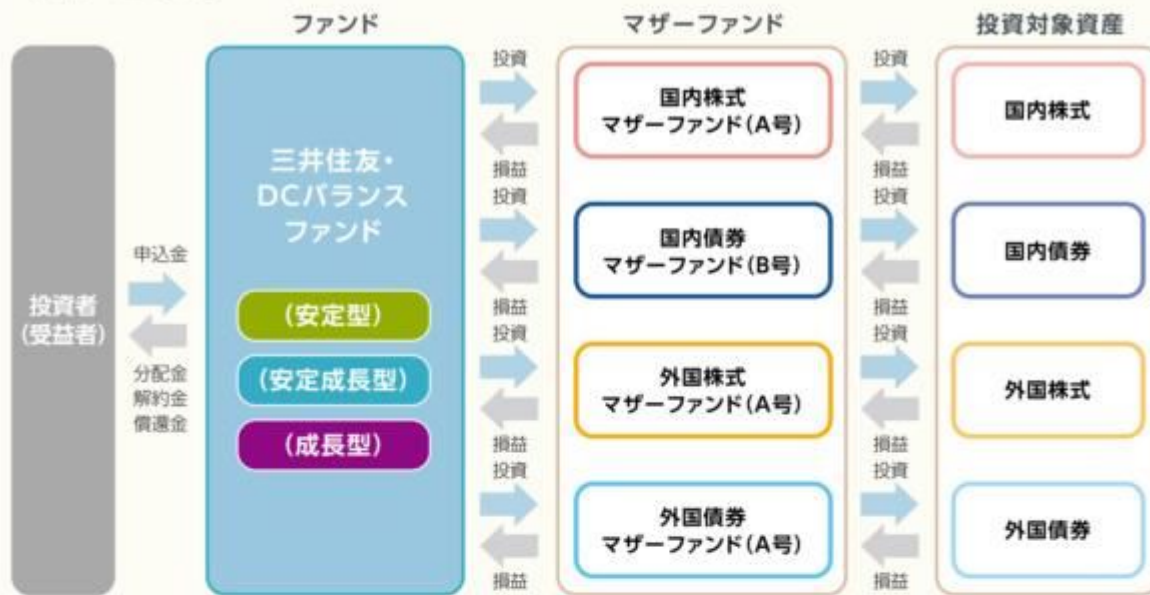 ファンド
マザーファンド
投資対象資産
投資者
(受益者)
申込金
分配金
解約金
償還金
三井住友・
DCバランス
ファンド
(安定型)
(安定成長型)
(成長型)
投資
損益
投資
損益
投資
損益
投資
損益
国内株式
マザーファンド(A号)
国内債券
マザーファンド(B号)
外国株式
マザーファンド(A号)
外国債券
マザーファンド(A号)
投資
損益
投資
損益
投資
損益
投資
損益
国内株式
国内債券
外国株式
外国債券